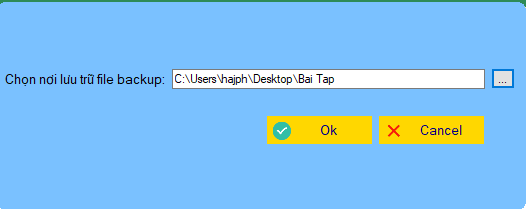 Chọn nơi lưu trữ file backup: C:\Users\hajph\Desktop\Bai Tap ...
Ok Cancel